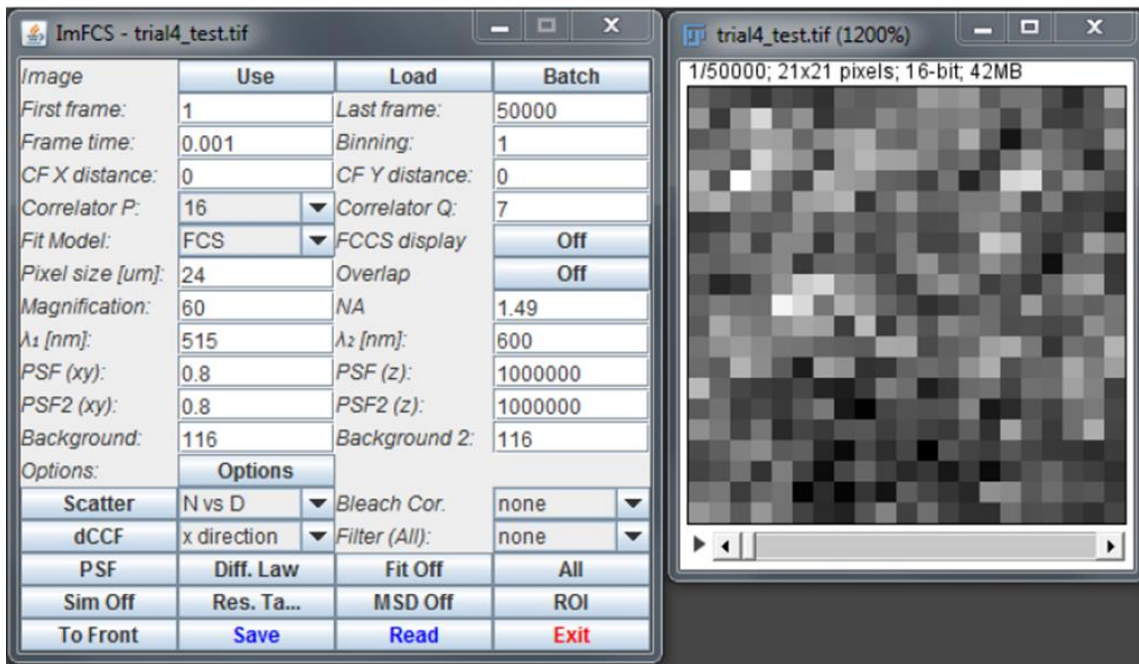 ImFCS - trial4_test.tif
Image Use Load Batch
First frame: 1 Last frame: 50000
Frame time: 0.001 Binning: 1
CF X distance: 0 CF Y distance: 0
Correlator P: 16 Correlator Q: 7
Fit Model: FCS FCCS display Off
Pixel size [um]: 24 Overlap Off
Magnification: 60 NA 1.49
λ₁ [nm]: 515 λ₂ [nm]: 600
PSF (xy): 0.8 PSF (z): 1000000
PSF2 (xy): 0.8 PSF2 (z): 1000000
Background: 116 Background 2: 116
Options: Options
Scatter N vs D Bleach Cor. none
dCCF x direction Filter (All): none
PSF Diff. Law Fit Off All
Sim Off Res. Ta... MSD Off ROI
To Front Save Read Exit
trial4_test.tif (1200%)
1/50000; 21x21 pixels; 16-bit; 42MB